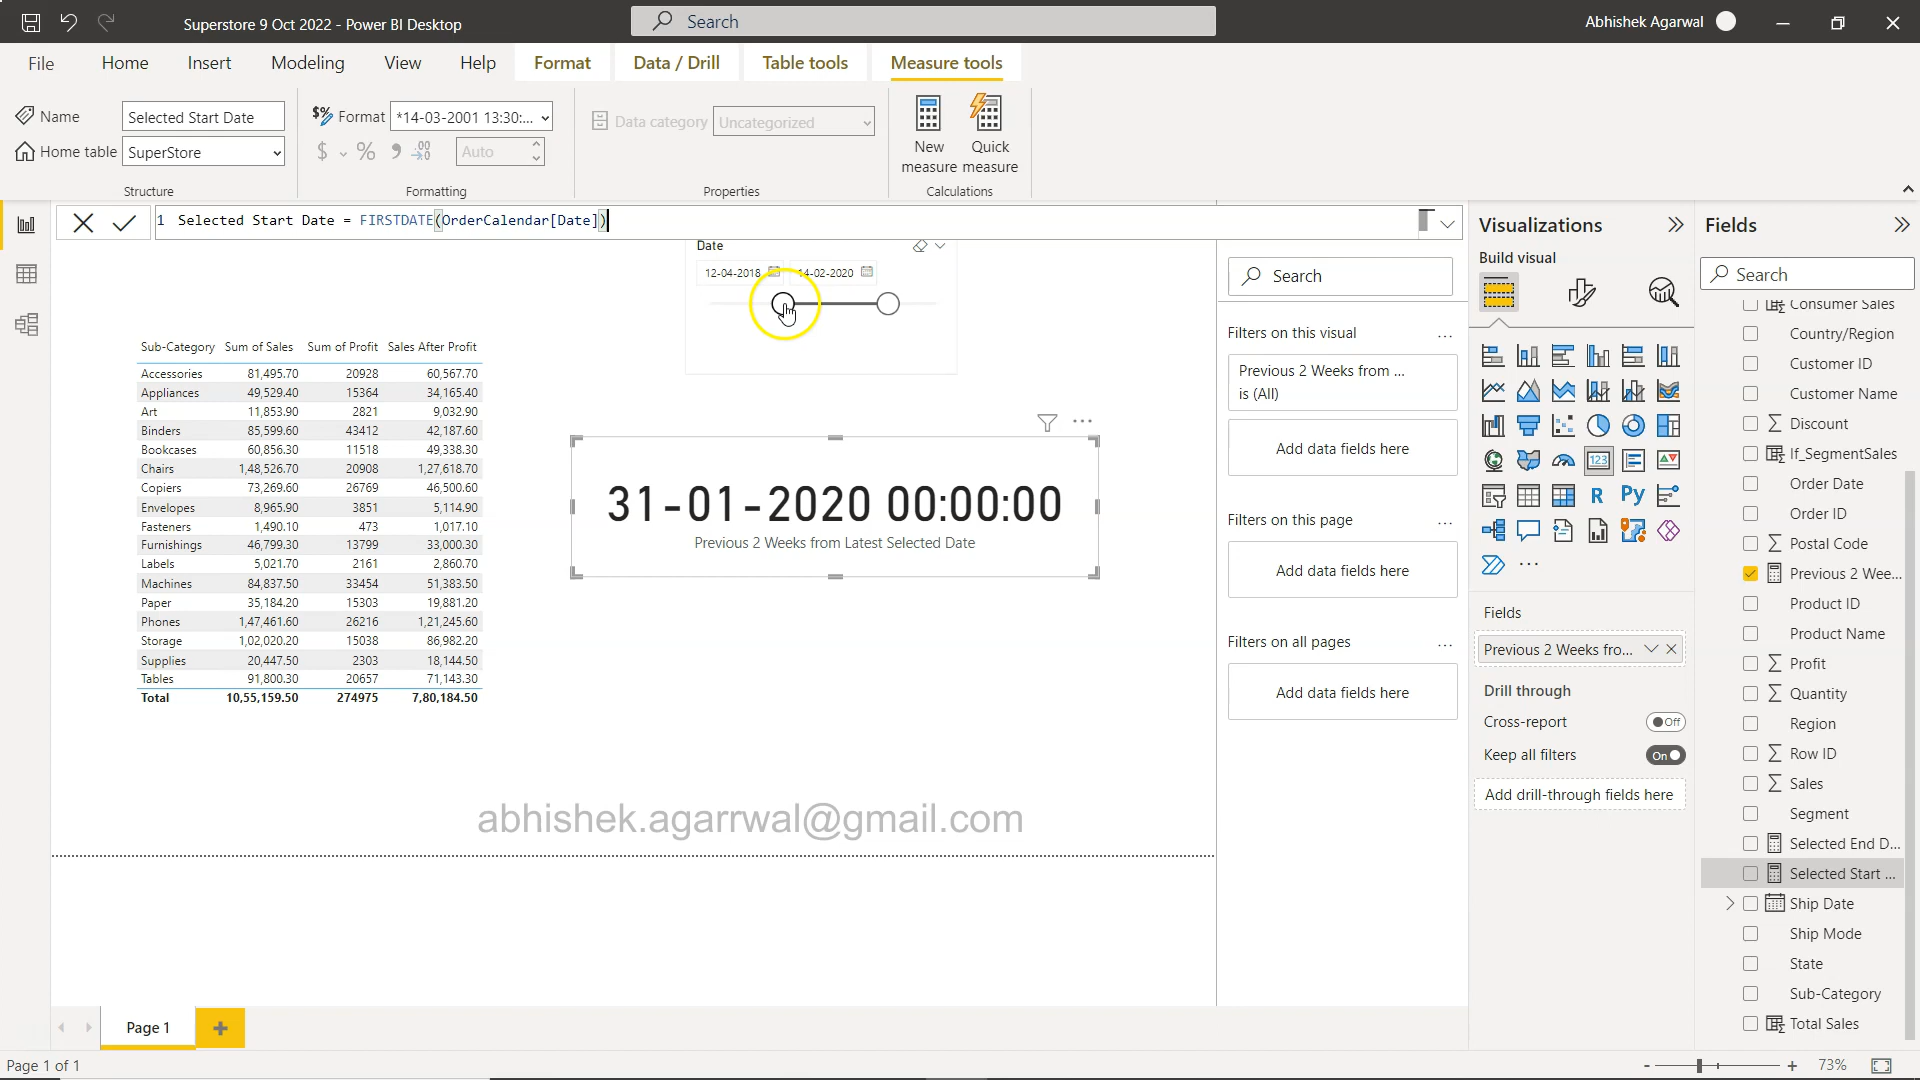 Superstore 9 Oct 2022 - Power BI Desktop
Search
Abhishek Agarwal
File
Home
Insert
Modeling
View
Help
Format
Data / Drill
Table tools
Measure tools
Name
Selected Start Date
Home table
SuperStore
Structure
Format
*14-03-2001 13:30:...
$
%
Auto
Formatting
Data category
Uncategorized
Properties
New measure
Quick measure
Calculations
1 Selected Start Date = FIRSTDATE(OrderCalendar[Date])
Date
12-04-2018
14-02-2020
Sub-Category Sum of Sales Sum of Profit Sales After Profit
Accessories 81,495.70 20928 60,567.70
Appliances 49,529.40 15364 34,165.40
Art 11,853.90 2821 9,032.90
Binders 85,599.60 43412 42,187.60
Bookcases 60,856.30 11518 49,338.30
Chairs 1,48,526.70 20908 1,27,618.70
Copiers 73,269.60 26769 46,500.60
Envelopes 8,965.90 3851 5,114.90
Fasteners 1,490.10 473 1,017.10
Furnishings 46,799.30 13799 33,000.30
Labels 5,021.70 2161 2,860.70
Machines 84,837.50 33454 51,383.50
Paper 35,184.20 15303 19,881.20
Phones 1,47,461.60 26216 1,21,245.60
Storage 1,02,020.20 15038 86,982.20
Supplies 20,447.50 2303 18,144.50
Tables 91,800.30 20657 71,143.30
Total 10,55,159.50 274975 7,80,184.50
31-01-2020 00:00:00
Previous 2 Weeks from Latest Selected Date
abhishek.agarrwal@gmail.com
Search
Filters on this visual
...
Previous 2 Weeks from ...
is (All)
Add data fields here
Filters on this page
...
Add data fields here
Filters on all pages
...
Add data fields here
Visualizations
Build visual
123
R
Py
...
Fields
Previous 2 Weeks fro...
Drill through
Cross-report
Off
Keep all filters
On
Add drill-through fields here
Fields
Search
Consumer Sales
Country/Region
Customer ID
Customer Name
Discount
If_SegmentSales
Order Date
Order ID
Postal Code
Previous 2 Wee...
Product ID
Product Name
Profit
Quantity
Region
Row ID
Sales
Segment
Selected End D...
Selected Start ...
Ship Date
Ship Mode
State
Sub-Category
Total Sales
Page 1
Page 1 of 1
73%